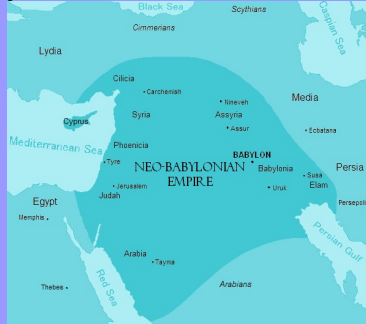 Black Sea
Scythians
Caspian Sea
Cimmerians
Lydia
Cilicia
Carchemish
Nineveh
Media
Syria
Assyria
Cyprus
Assur
Ecbatana
Mediterranean Sea
Phoenicia
BABYLON
Tyre
NEO-BABYLONIAN
EMPIRE
Babylonia
Persia
Susa
Elam
Jerusalem
Uruk
Judah
Egypt
Persepolis
Memphis
Persian Gulf
Arabia
Tayma
Red Sea
Arabians
Thebes